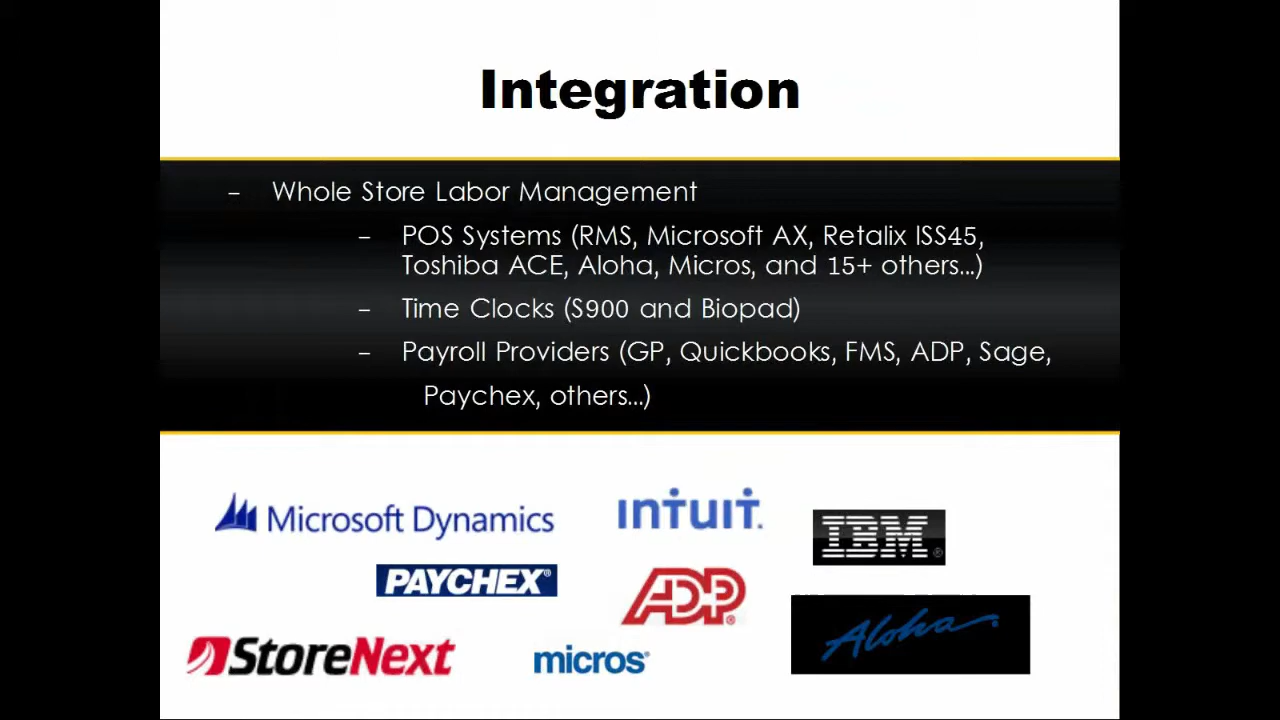 Integration
- Whole Store Labor Management
- POS Systems (RMS, Microsoft AX, Retalix ISS45,
Toshiba ACE, Aloha, Micros, and 15+ others...)
- Time Clocks (S900 and Biopad)
- Payroll Providers (GP, Quickbooks, FMS, ADP, Sage,
Paychex, others...)
Microsoft Dynamics
intuit.
IBM®
PAYCHEX®
ADP®
Aloha®
StoreNext
micros®